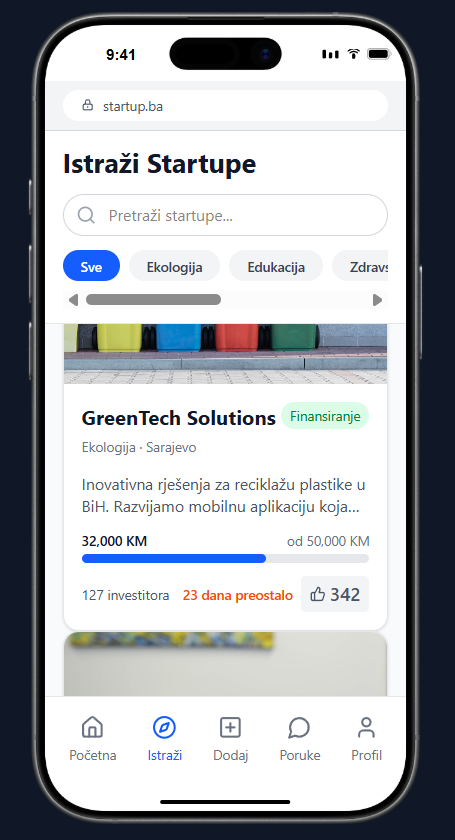 9:41
startup.ba
Istraži Startupe
Pretraži startupe...
Sve Ekologija Edukacija Zdravs
GreenTech Solutions Finansiranje
Ekologija · Sarajevo
Inovativna rješenja za reciklažu plastike u
BiH. Razvijamo mobilnu aplikaciju koja...
32,000 KM od 50,000 KM
127 investitora 23 dana preostalo 342
Početna Istraži Dodaj Poruke Profil